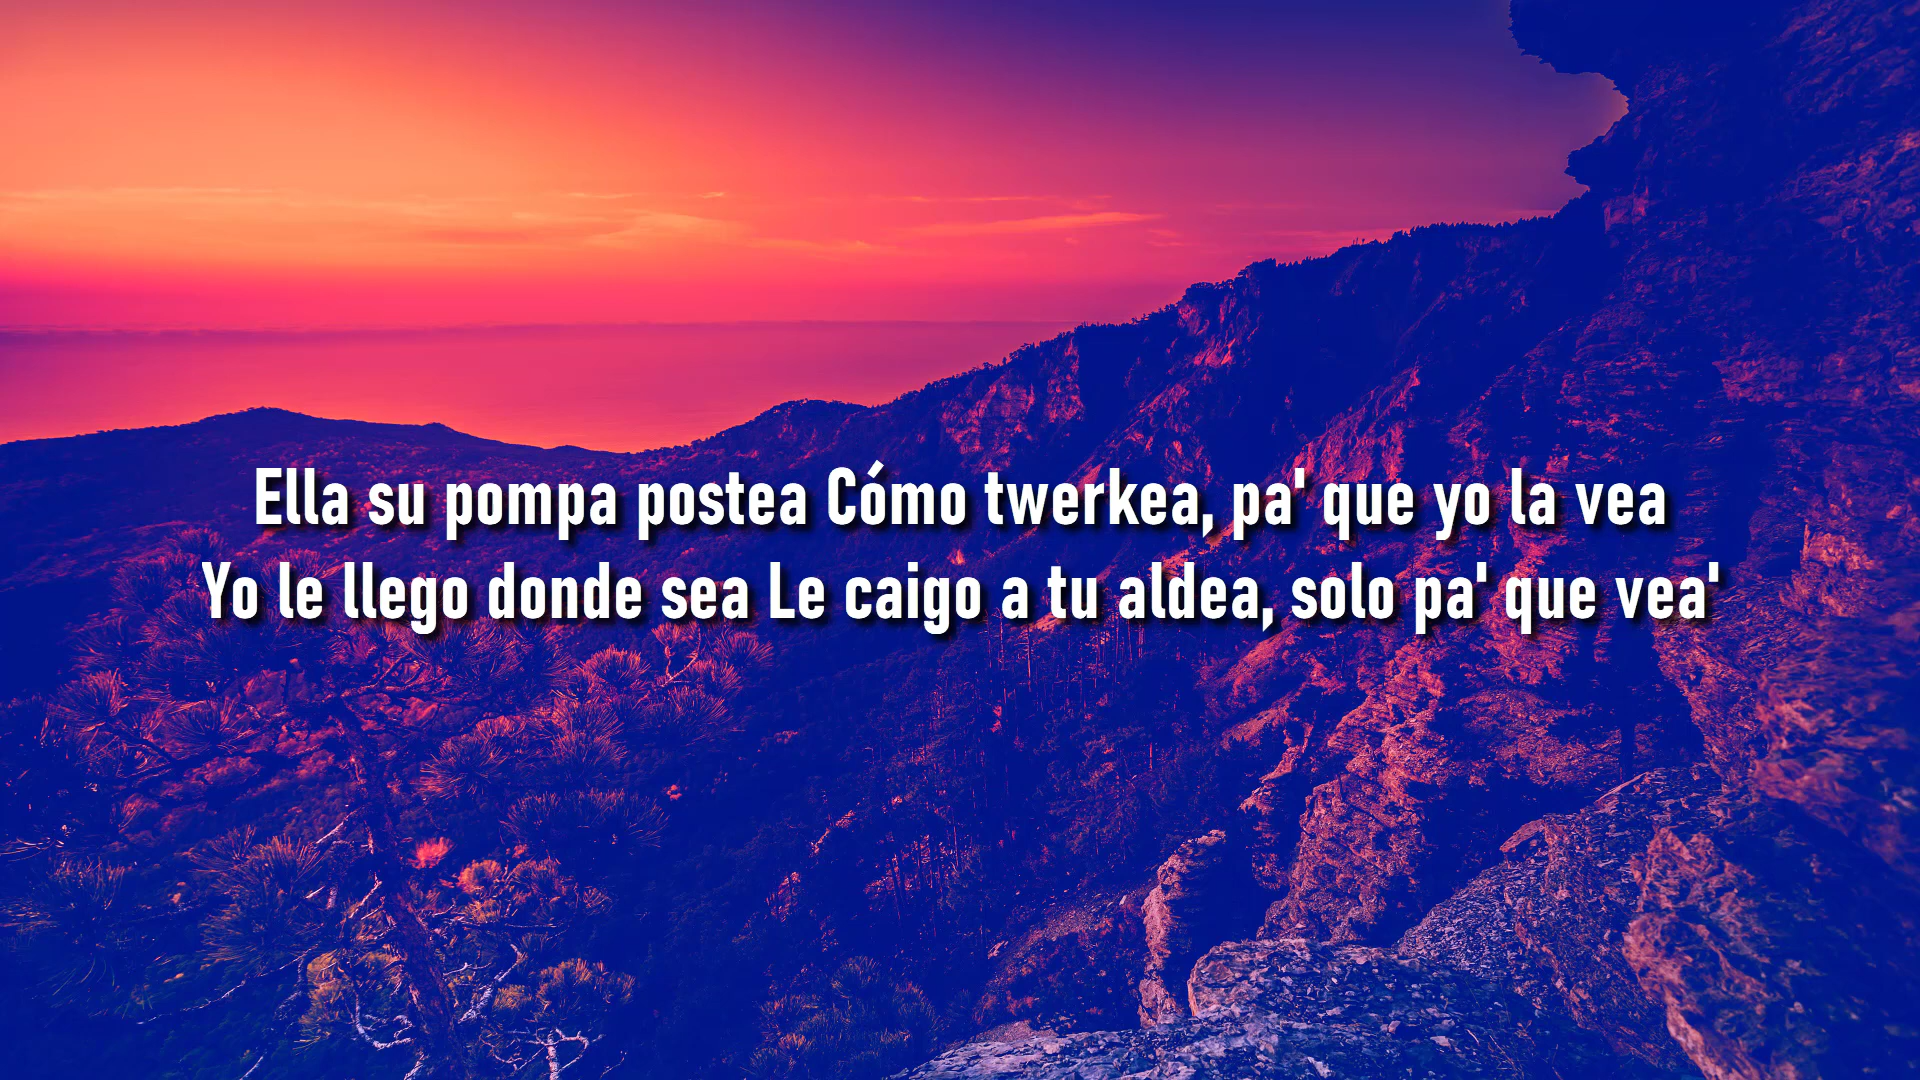 Ella su pompa postea Cómo twerkea, pa' que yo la vea
Yo le llego donde sea Le caigo a tu aldea, solo pa' que vea'